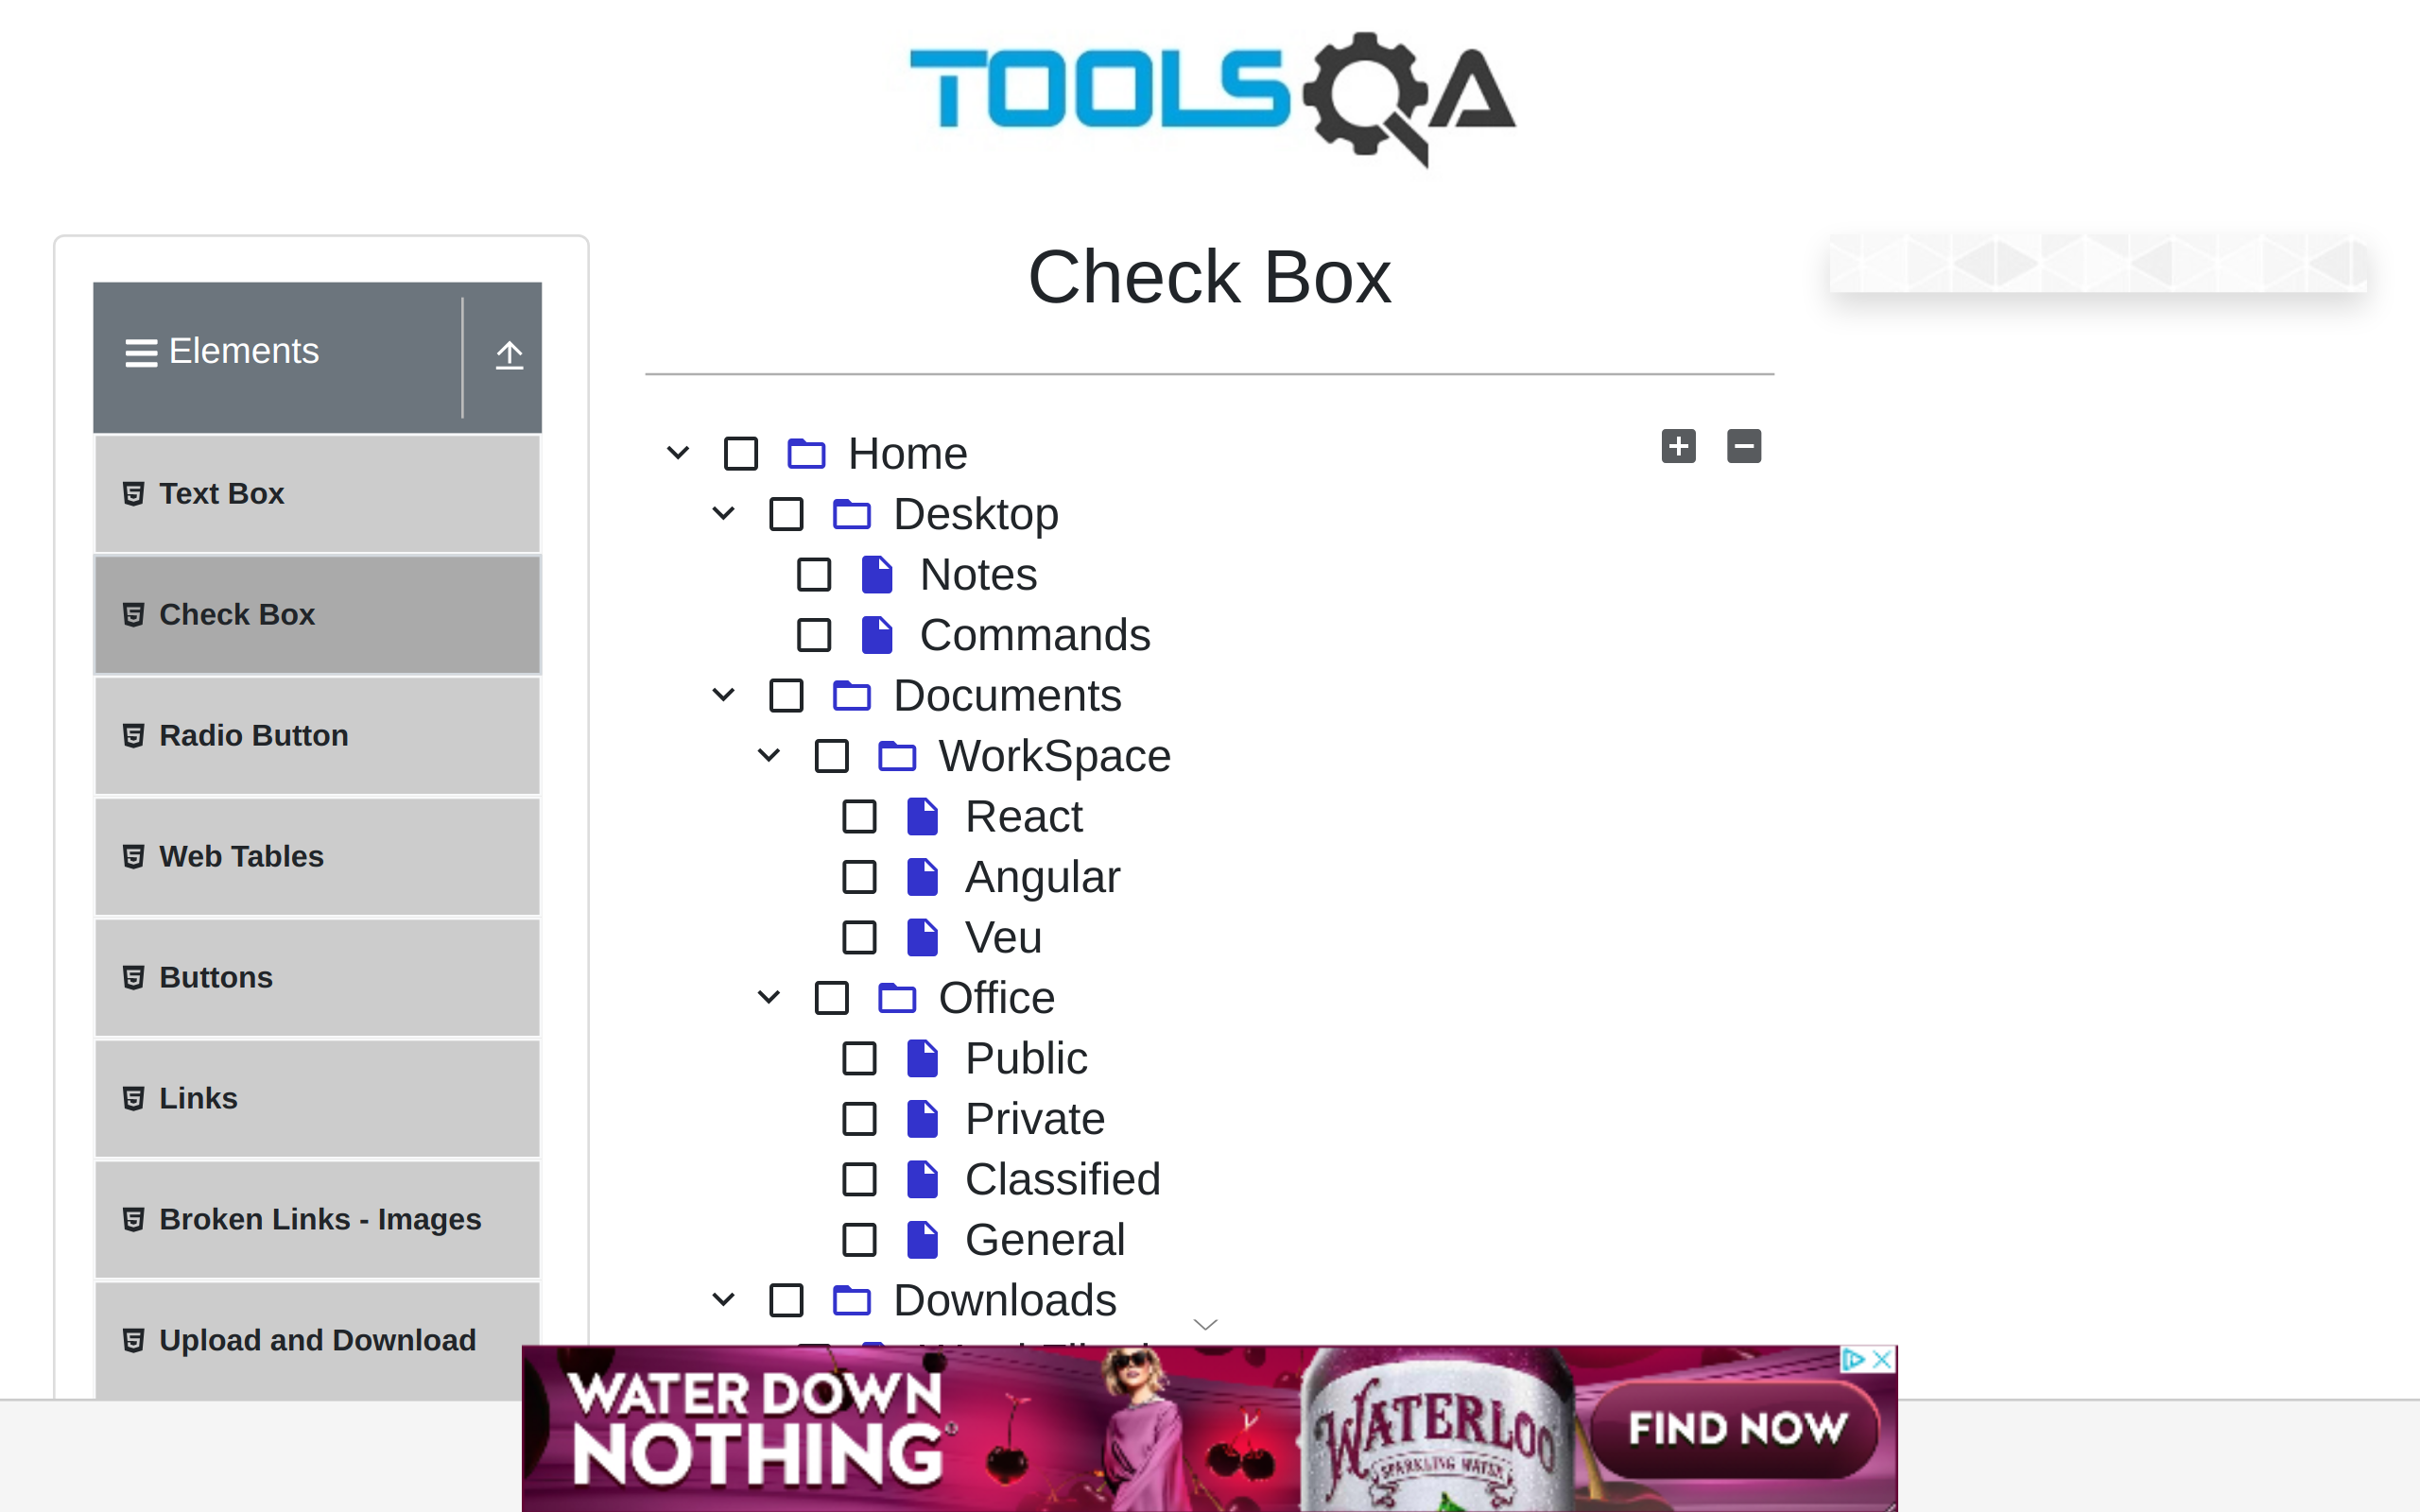 TOOLSQA
Check Box
Elements
Text Box
Check Box
Radio Button
Web Tables
Buttons
Links
Broken Links - Images
Upload and Download
Home
Desktop
Notes
Commands
Documents
WorkSpace
React
Angular
Veu
Office
Public
Private
Classified
General
Downloads
WATER DOWN
NOTHING
WATERLOO
SPARKLING WATER
FIND NOW